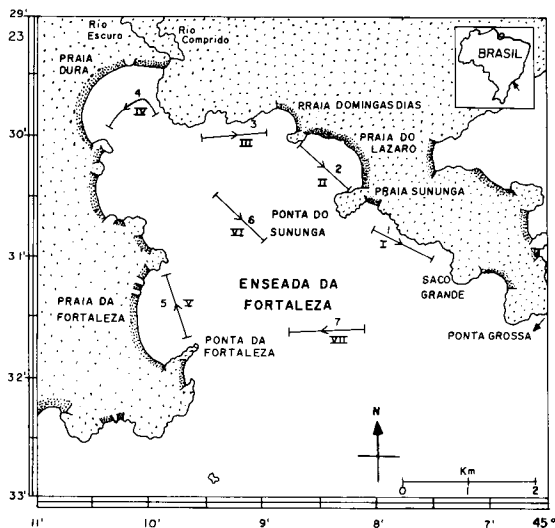 29'
23
30'
31'
32'
33'
Rio
Escuro
Rio
Comprido
PRAIA
DURA
BRASIL
PRAIA DOMINGAS DIAS
PRAIA DO
LAZARO
PRAIA SUNUNGA
4
IV
3
III
2
II
1
I
6
VI
PONTA DO
SUNUNGA
ENSEADA DA
FORTALEZA
SACO
GRANDE
PONTA GROSSA
PRAIA DA
FORTALEZA
5
V
7
VII
PONTA DA
FORTALEZA
N
Km
0 1 2
11' 10' 9' 8' 7' 45°